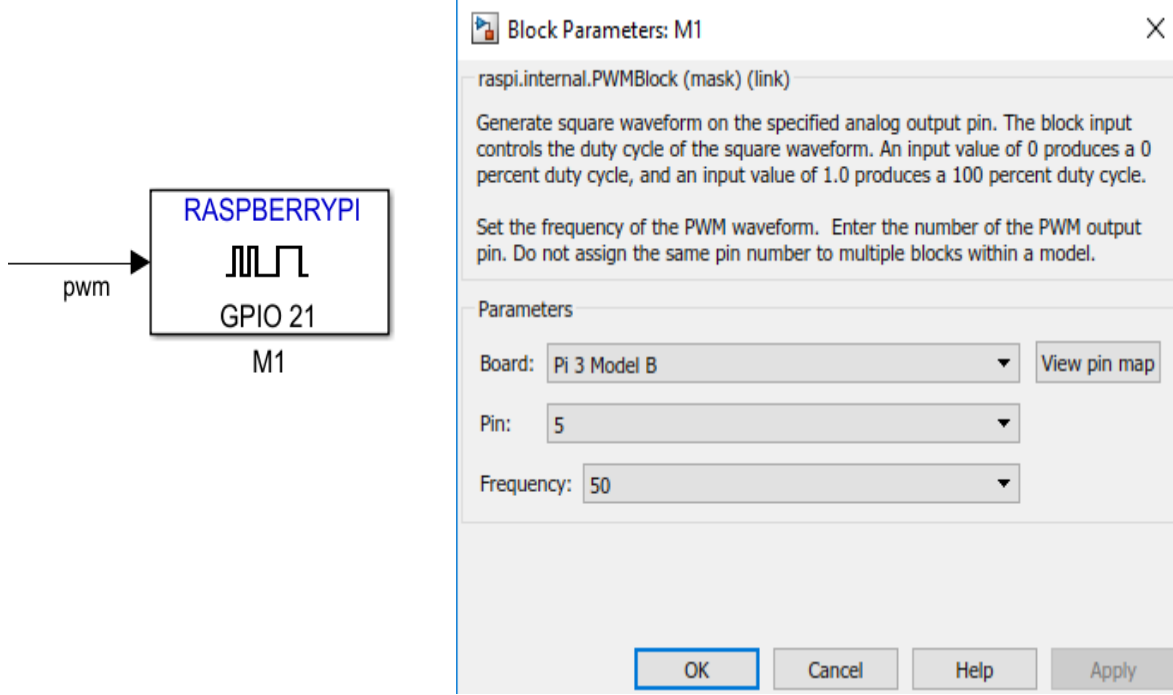 RASPBERRYPI
pwm
GPIO 21
M1
Block Parameters: M1
raspi.internal.PWMBlock (mask) (link)
Generate square waveform on the specified analog output pin. The block input
controls the duty cycle of the square waveform. An input value of 0 produces a 0
percent duty cycle, and an input value of 1.0 produces a 100 percent duty cycle.
Set the frequency of the PWM waveform. Enter the number of the PWM output
pin. Do not assign the same pin number to multiple blocks within a model.
Parameters
Board: Pi 3 Model B View pin map
Pin: 5
Frequency: 50
OK Cancel Help Apply